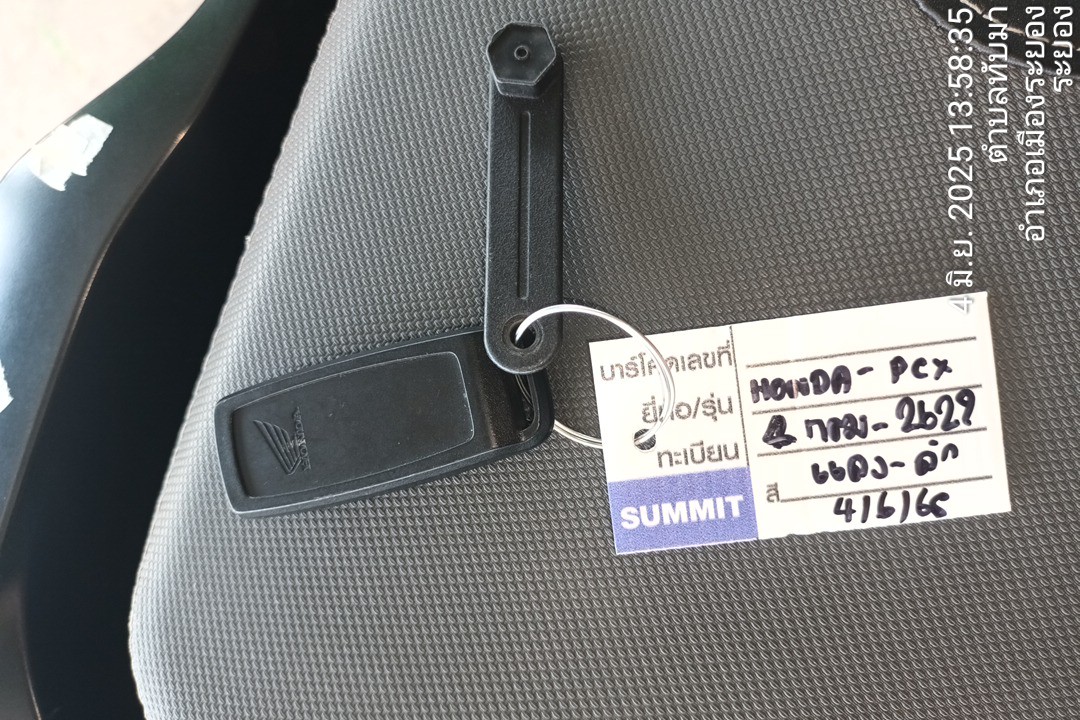 4 มิ.ย. 2025 13:58:35
ตำบลทับมา
อำเภอเมืองระยอง
ระยอง
บาร์โค้ดเลขที่
ยี่ห้อ/รุ่น HONDA - PCX
ทะเบียน 2 กอม - 2629
สี แดง - ดำ
4/6/68
SUMMIT
HONDA